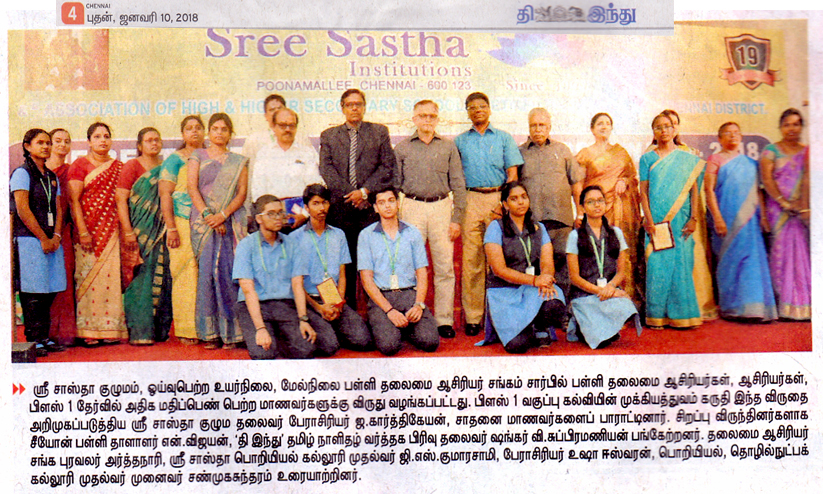 4 CHENNAI
புதன், ஜனவரி 10, 2018
இந்து
Sree Sastha
Institutions
19
POONAMALLEE, CHENNAI - 600 123
Since
ASSOCIATION OF HIGH & HIGHER SECONDARY DISTRICT
2018
ஸ்ரீ சாஸ்தா குழுமம், ஓய்வுபெற்ற உயர்நிலை, மேல்நிலை பள்ளி தலைமை ஆசிரியர் சங்கம் சார்பில் பள்ளி தலைமை ஆசிரியர்கள், ஆசிரியர்கள்,
பிளஸ் 1 தேர்வில் அதிக மதிப்பெண் பெற்ற மாணவர்களுக்கு விருது வழங்கப்பட்டது. பிளஸ் 1 வகுப்பு கல்வியின் முக்கியத்துவம் கருதி இந்த விருதை
அறிமுகப்படுத்திய ஸ்ரீ சாஸ்தா குழும தலைவர் பேராசிரியர் ஜ.கார்த்திகேயன், சாதனை மாணவர்களைப் பாராட்டினார். சிறப்பு விருந்தினர்களாக
சீயோன் பள்ளி தாளாளர் என்.விஜயன், 'தி இந்து' தமிழ் நாளிதழ் வர்த்தக பிரிவு தலைவர் ஷங்கர் வி.சுப்பிரமணியன் பங்கேற்றனர். தலைமை ஆசிரியர்
சங்க புரவலர் அர்த்தநாரி, ஸ்ரீ சாஸ்தா பொறியியல் கல்லூரி முதல்வர் ஜி.எஸ்.குமாரசாமி, பேராசிரியர் உஷா ஈஸ்வரன், பொறியியல், தொழில்நுட்பக்
கல்லூரி முதல்வர் முனைவர் சண்முகசுந்தரம் உரையாற்றினர்.